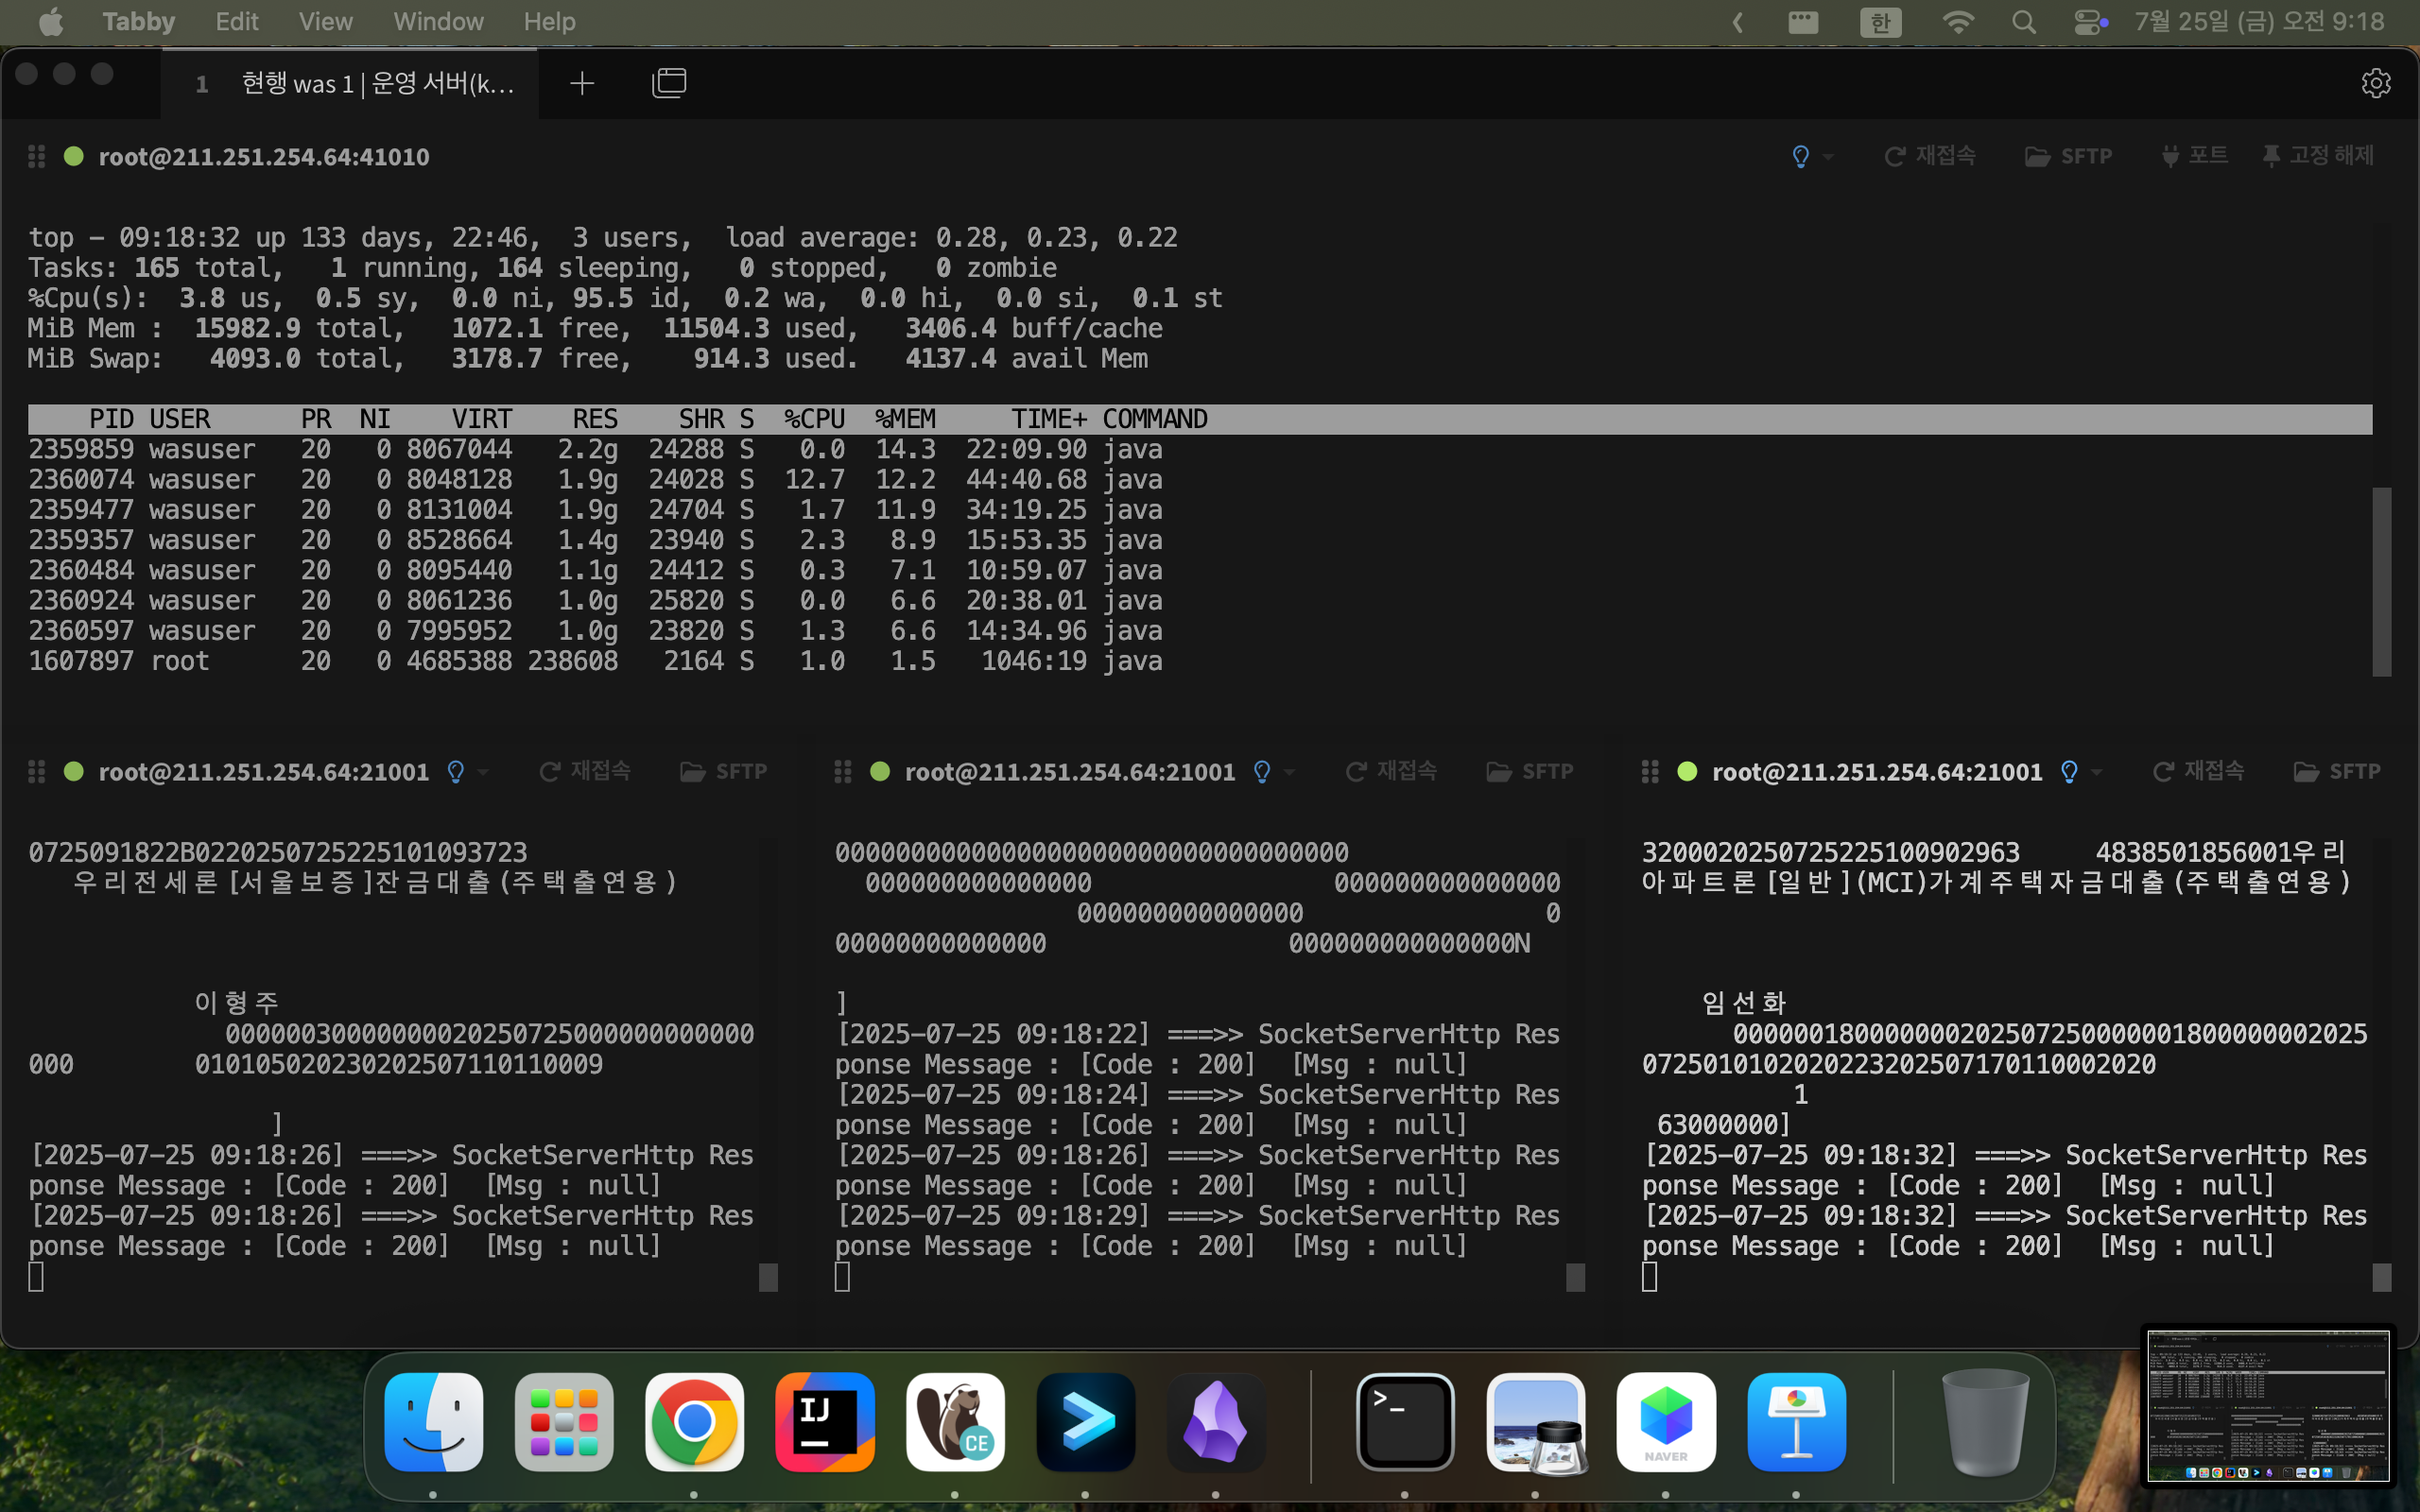 Tabby Edit View Window Help 한 7월 25일 (금) 오전 9:18
1 현행 was 1 | 운영 서버(k...
root@211.251.254.64:41010 재접속 SFTP 포트 고정 해제
top - 09:18:32 up 133 days, 22:46, 3 users, load average: 0.28, 0.23, 0.22
Tasks: 165 total, 1 running, 164 sleeping, 0 stopped, 0 zombie
%Cpu(s): 3.8 us, 0.5 sy, 0.0 ni, 95.5 id, 0.2 wa, 0.0 hi, 0.0 si, 0.1 st
MiB Mem : 15982.9 total, 1072.1 free, 11504.3 used, 3406.4 buff/cache
MiB Swap: 4093.0 total, 3178.7 free, 914.3 used. 4137.4 avail Mem
PID USER PR NI VIRT RES SHR S %CPU %MEM TIME+ COMMAND
2359859 wasuser 20 0 8067044 2.2g 24288 S 0.0 14.3 22:09.90 java
2360074 wasuser 20 0 8048128 1.9g 24028 S 12.7 12.2 44:40.68 java
2359477 wasuser 20 0 8131004 1.9g 24704 S 1.7 11.9 34:19.25 java
2359357 wasuser 20 0 8528664 1.4g 23940 S 2.3 8.9 15:53.35 java
2360484 wasuser 20 0 8095440 1.1g 24412 S 0.3 7.1 10:59.07 java
2360924 wasuser 20 0 8061236 1.0g 25820 S 0.0 6.6 20:38.01 java
2360597 wasuser 20 0 7995952 1.0g 23820 S 1.3 6.6 14:34.96 java
1607897 root 20 0 4685388 238608 2164 S 1.0 1.5 1046:19 java
root@211.251.254.64:21001 재접속 SFTP
0725091822B0220250725225101093723
우리전세론[서울보증]잔금대출(주택출연용)
이형주
00000030000000020250725000000000000
000 010105020230202507110110009
]
[2025-07-25 09:18:26] ===>> SocketServerHttp Res
ponse Message : [Code : 200] [Msg : null]
[2025-07-25 09:18:26] ===>> SocketServerHttp Res
ponse Message : [Code : 200] [Msg : null]
root@211.251.254.64:21001 재접속 SFTP
0000000000000000000000000000000000
000000000000000 000000000000000
000000000000000 0
00000000000000 000000000000000N
]
[2025-07-25 09:18:22] ===>> SocketServerHttp Res
ponse Message : [Code : 200] [Msg : null]
[2025-07-25 09:18:24] ===>> SocketServerHttp Res
ponse Message : [Code : 200] [Msg : null]
[2025-07-25 09:18:26] ===>> SocketServerHttp Res
ponse Message : [Code : 200] [Msg : null]
[2025-07-25 09:18:29] ===>> SocketServerHttp Res
ponse Message : [Code : 200] [Msg : null]
root@211.251.254.64:21001 재접속 SFTP
3200020250725225100902963 4838501856001우리
아파트론[일반](MCI)가계주택자금대출(주택출연용)
임선화
000000180000000202507250000001800000002025
0725010102020223202507170110002020
1
63000000]
[2025-07-25 09:18:32] ===>> SocketServerHttp Res
ponse Message : [Code : 200] [Msg : null]
[2025-07-25 09:18:32] ===>> SocketServerHttp Res
ponse Message : [Code : 200] [Msg : null]
IJ
CE
>_
NAVER